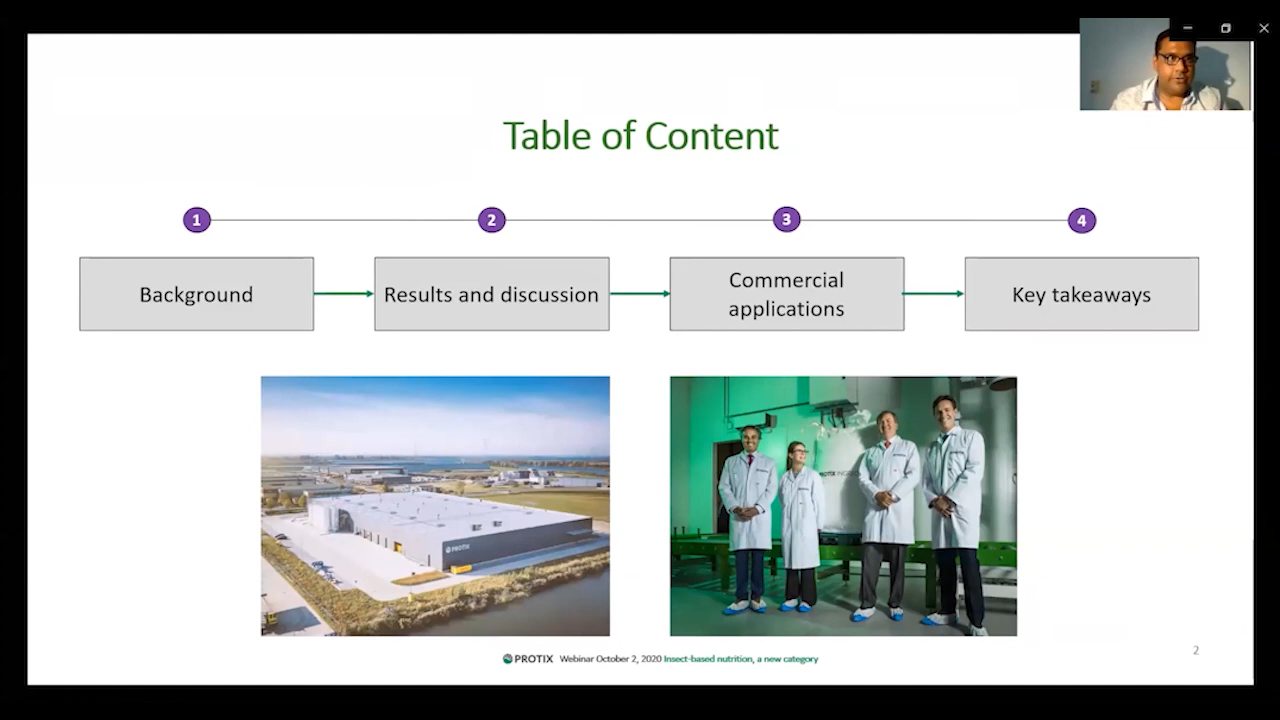 Table of Content
1
2
3
4
Background
Results and discussion
Commercial
applications
Key takeaways
PROTIX
PROTIX
PROTIX Webinar October 2, 2020 Insect-based nutrition, a new category
2